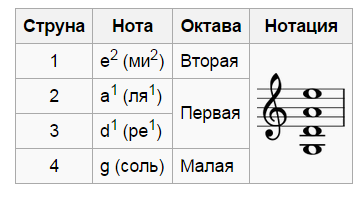 Струна Нота Октава Нотация
1 e² (ми²) Вторая
2 a¹ (ля¹) Первая
3 d¹ (ре¹)
4 g (соль) Малая